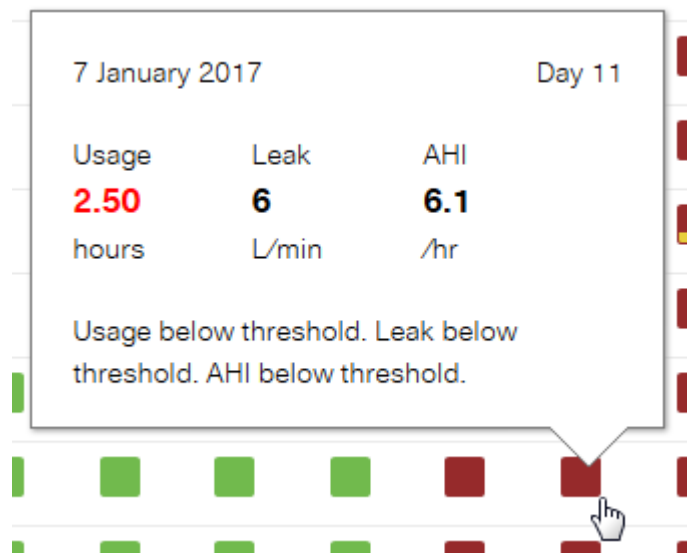 7 January 2017 Day 11
Usage Leak AHI
2.50 6 6.1
hours L/min /hr
Usage below threshold. Leak below
threshold. AHI below threshold.